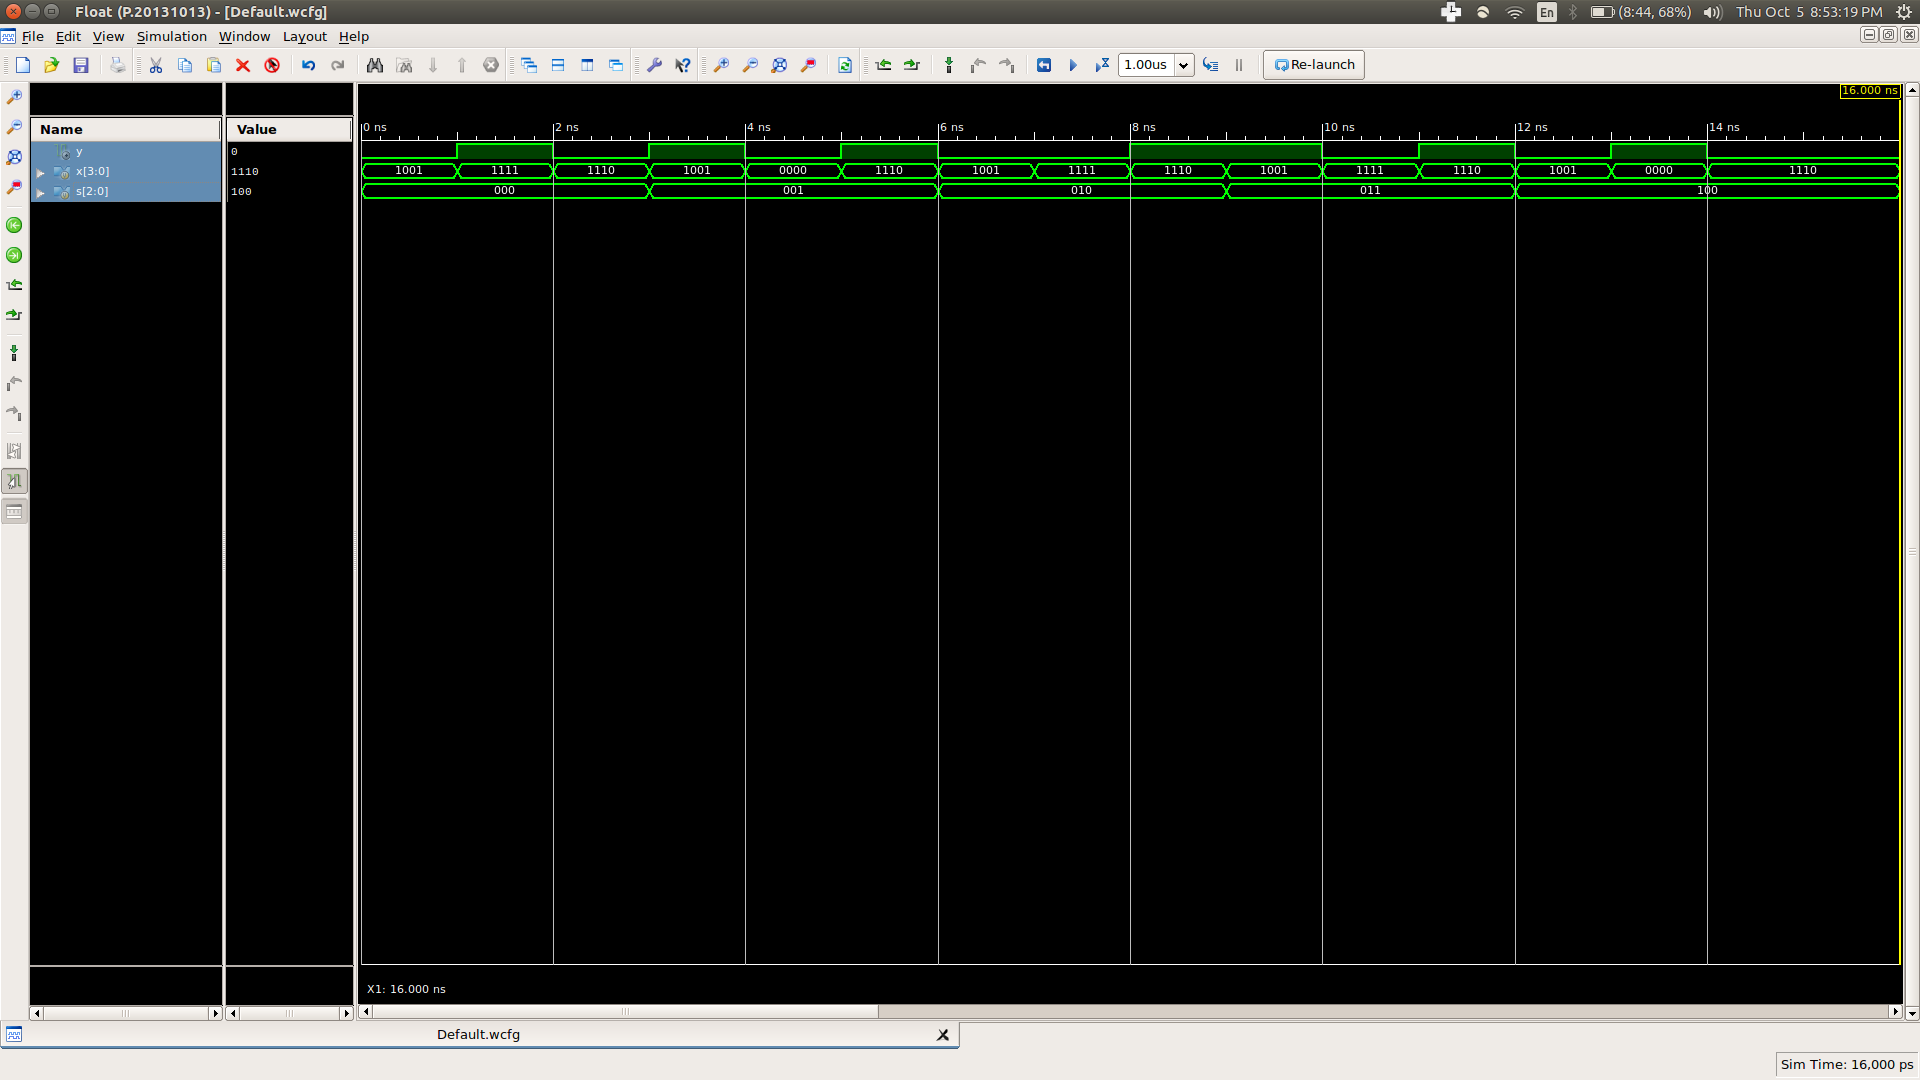 Float (P.20131013) - [Default.wcfg]
En
(8:44, 68%)
Thu Oct 5 8:53:19 PM
File Edit View Simulation Window Layout Help
1.00us
Re-launch
16.000 ns
Name
Value
0 ns 2 ns 4 ns 6 ns 8 ns 10 ns 12 ns 14 ns
y 0
x[3:0] 1110 1001 1111 1110 1001 0000 1110 1001 1111 1110 1001 1111 1110 1001 0000 1110
s[2:0] 100 000 001 010 011 100
X1: 16.000 ns
Default.wcfg
Sim Time: 16,000 ps